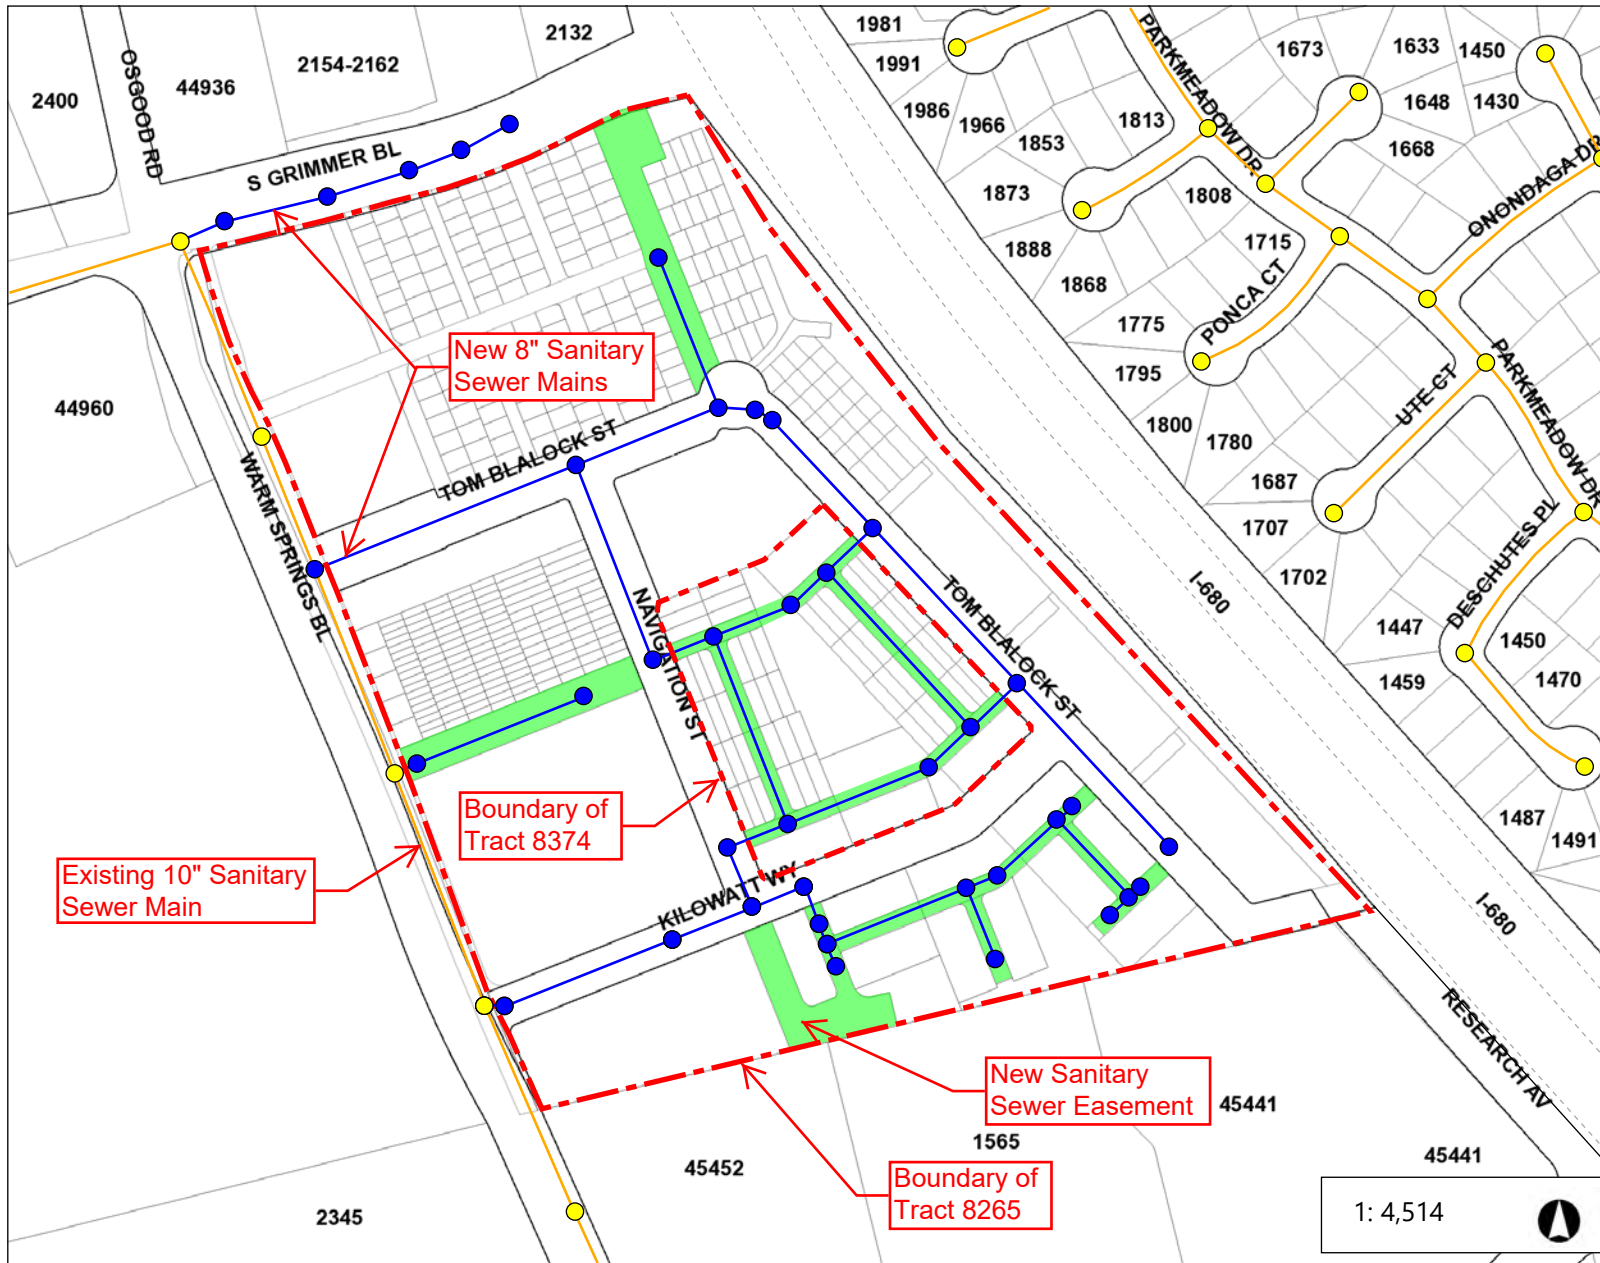 2400
OSGOOD RD
44936
2154-2162
2132
S GRIMMER BL
1981
1991
1986
1966
1853
1813
1873
1888
1868
1808
1715
1775
1795
1800
1780
1687
1707
1702
1673
1633
1450
1648
1430
1668
PARKMEADOW DR
ONONDAGA DR
PONCA CT
UTE CT
PARKMEADOW DR
DESCHUTES PL
1447
1459
1450
1470
1487
1491
I-680
I-680
44960
New 8" Sanitary
Sewer Mains
TOM BLALOCK ST
WARM SPRINGS BL
NAVIGATION ST
TOM BLALOCK ST
Boundary of
Tract 8374
Existing 10" Sanitary
Sewer Main
KILOWATT WY
RESEARCH AV
New Sanitary
Sewer Easement
45441
1565
45452
45441
Boundary of
Tract 8265
2345
1: 4,514